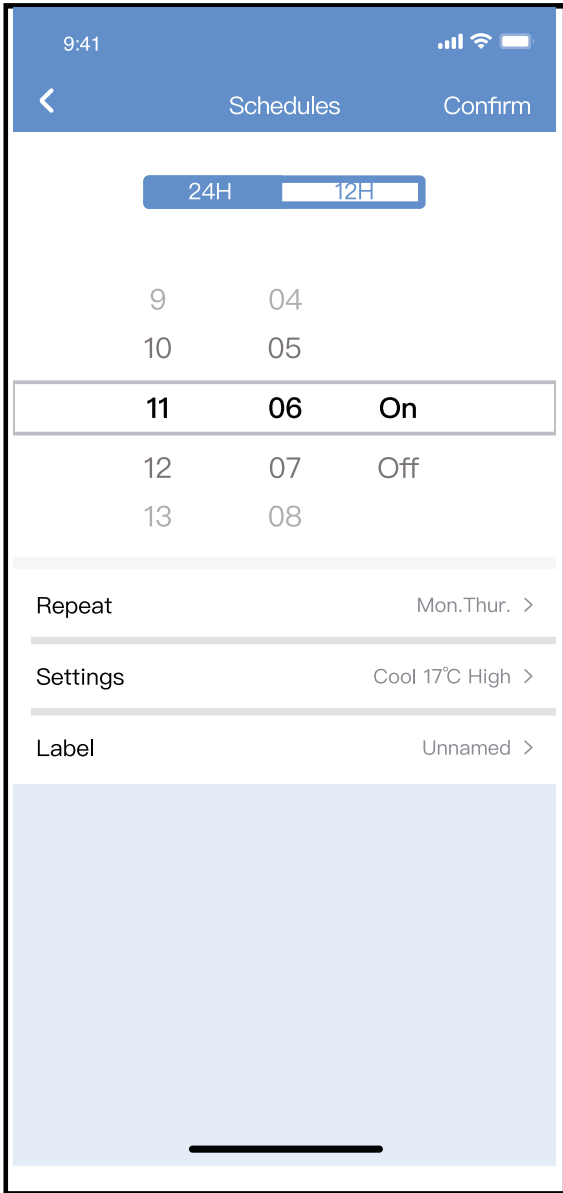 9:41
Schedules Confirm
24H 12H
9 04
10 05
11 06 On
12 07 Off
13 08
Repeat Mon.Thur.
Settings Cool 17℃ High
Label Unnamed